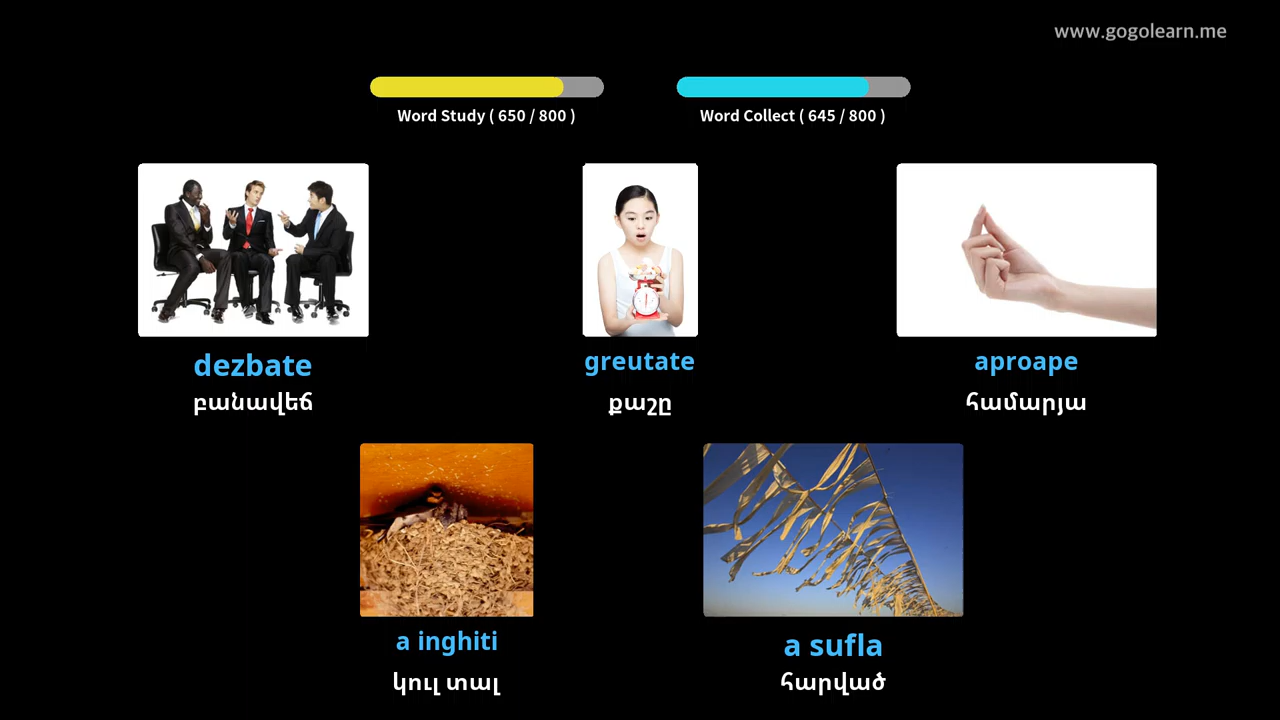 www.gogolearn.me
Word Study ( 650 / 800 )
Word Collect ( 645 / 800 )
dezbate
greutate
aproape
բանավեճ
քաշը
համարյա
a inghiti
a sufla
կուլ տալ
հարված